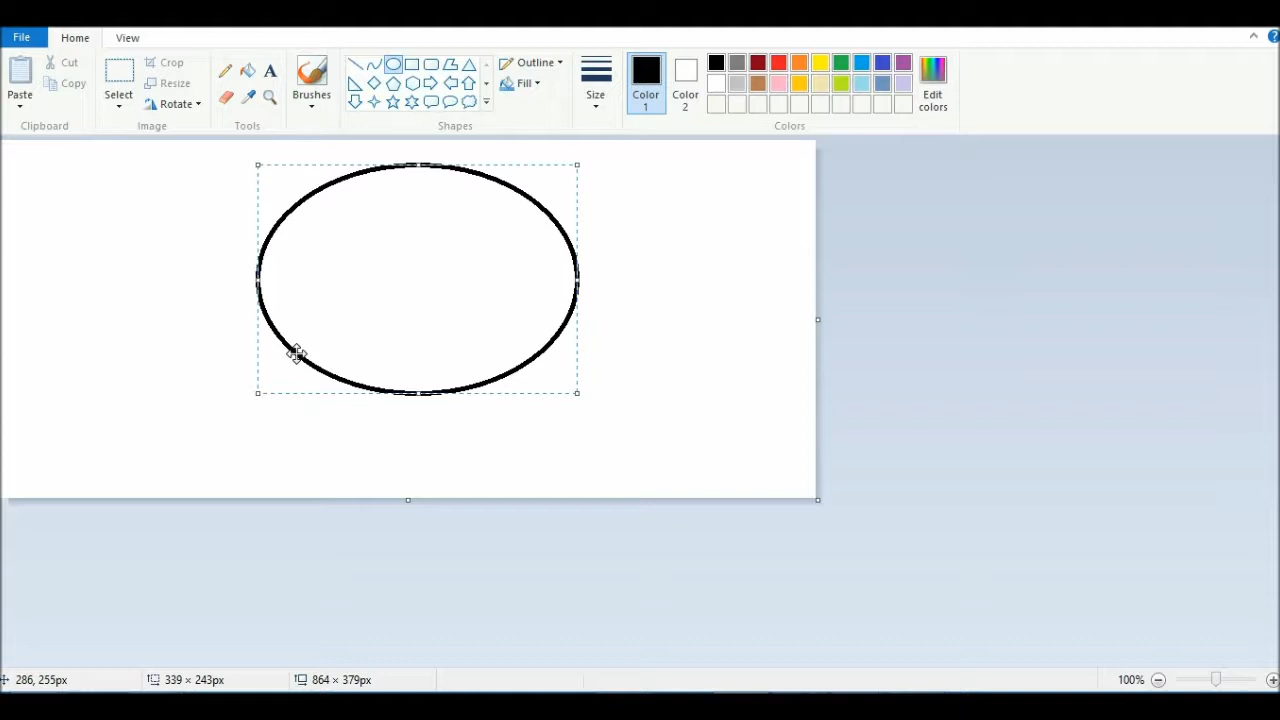 File Home View
Paste Cut Copy Clipboard
Select Crop Resize Rotate Image
A Tools
Brushes
Outline Fill Shapes
Size
Color 1 Color 2 Edit colors Colors
286, 255px 339 × 243px 864 × 379px 100%